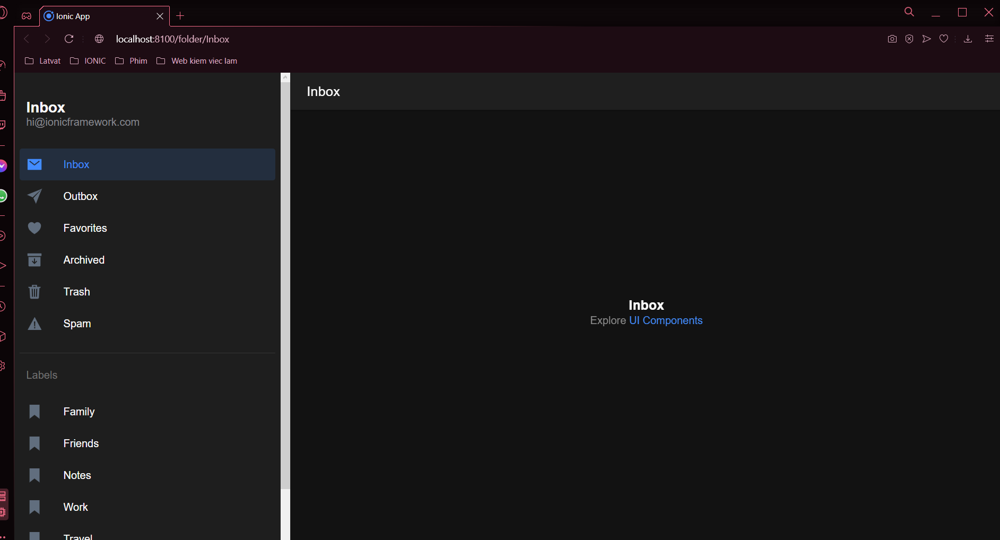 Ionic App
localhost:8100/folder/Inbox
Latvat IONIC Phim Web kiem viec lam
Inbox
hi@ionicframework.com
Inbox
Outbox
Favorites
Archived
Trash
Spam
Labels
Family
Friends
Notes
Work
Travel
Inbox
Inbox
Explore UI Components